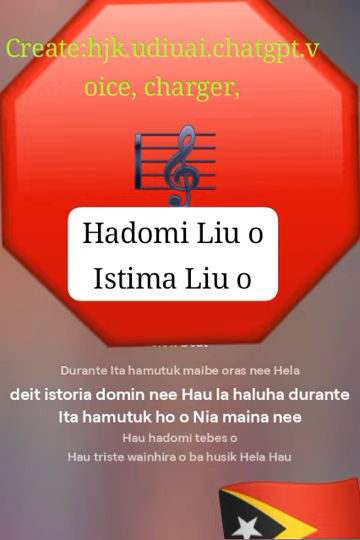 Create:hjk.udiuai.chatgpt.v
oice, charger,
Hadomi Liu o
Istima Liu o
Durante Ita hamutuk maibe oras nee Hela
deit istoria domin nee Hau la haluha durante
Ita hamutuk ho o Nia maina nee
Hau hadomi tebes o
Hau triste wainhira o ba husik Hela Hau